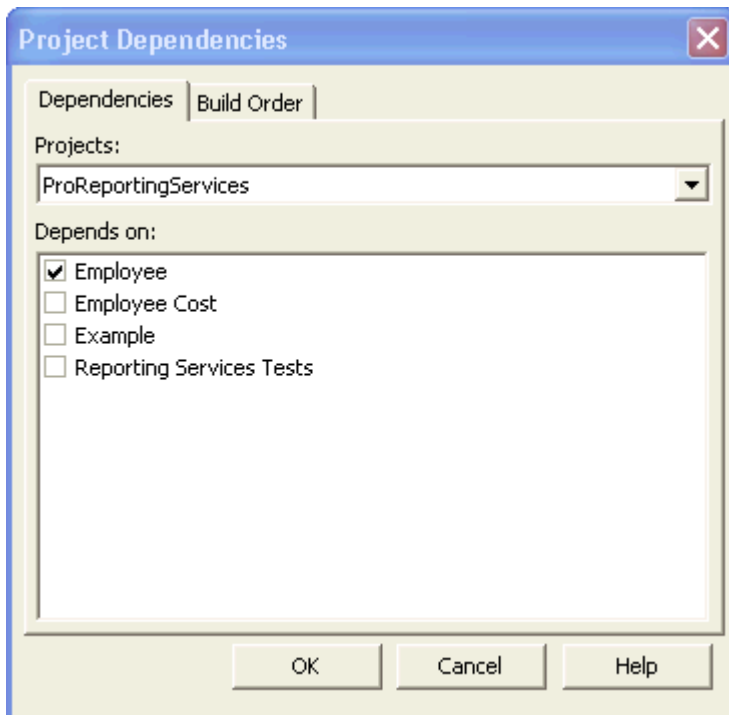 Project Dependencies
Dependencies Build Order
Projects:
ProReportingServices
Depends on:
Employee
Employee Cost
Example
Reporting Services Tests
OK Cancel Help